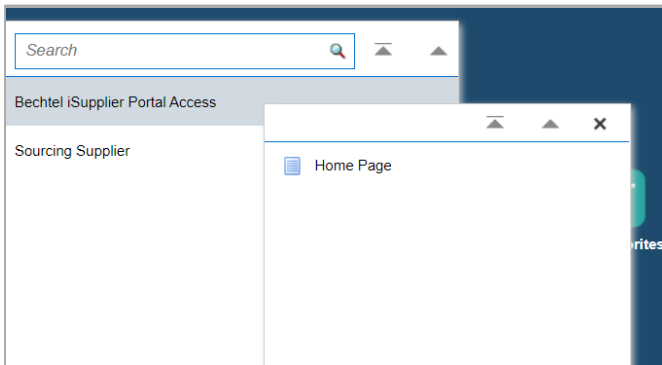 Search
Bechtel iSupplier Portal Access
Sourcing Supplier
Home Page